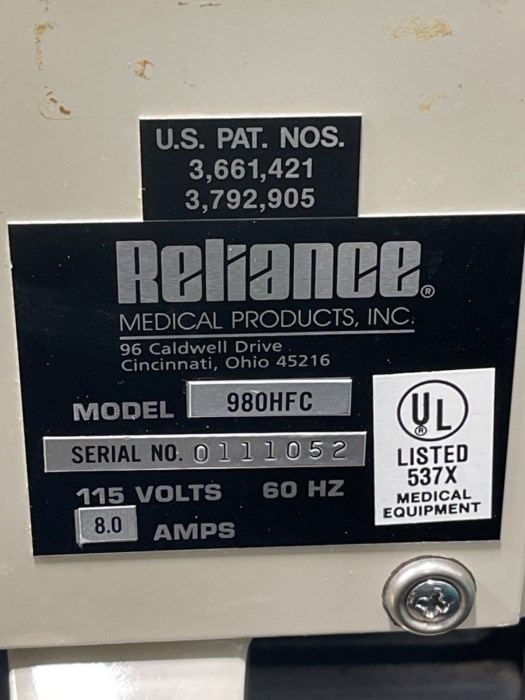 U.S. PAT. NOS.
3,661,421
3,792,905
Reliance®
MEDICAL PRODUCTS, INC.
96 Caldwell Drive
Cincinnati, Ohio 45216
MODEL 980HFC
SERIAL NO. 0111052
115 VOLTS 60 HZ
8.0 AMPS
UL®
LISTED
537X
MEDICAL
EQUIPMENT